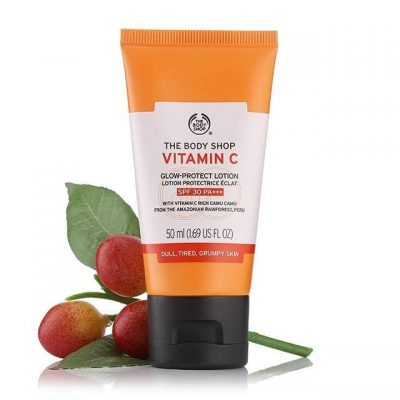 THE
BODY
SHOP
THE BODY SHOP
VITAMIN C
GLOW-PROTECT LOTION
LOTION PROTECTRICE ÉCLAT
SPF 30 PA+++
WITH VITAMIN C RICH CAMU CAMU
FROM THE AMAZONIAN RAINFOREST, PERU
50 ml (1.69 US FL OZ)
DULL, TIRED, GRUMPY SKIN